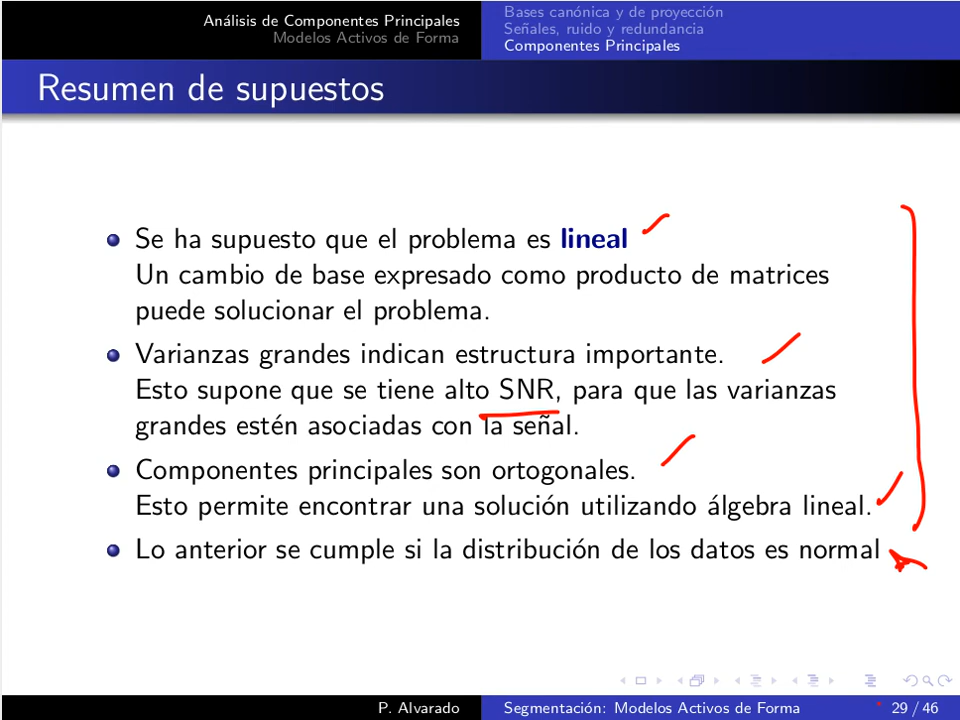 Análisis de Componentes Principales
Modelos Activos de Forma
Bases canónica y de proyección
Señales, ruido y redundancia
Componentes Principales
Resumen de supuestos
Se ha supuesto que el problema es lineal
Un cambio de base expresado como producto de matrices
puede solucionar el problema.
Varianzas grandes indican estructura importante.
Esto supone que se tiene alto SNR, para que las varianzas
grandes estén asociadas con la señal.
Componentes principales son ortogonales.
Esto permite encontrar una solución utilizando álgebra lineal.
Lo anterior se cumple si la distribución de los datos es normal
P. Alvarado
Segmentación: Modelos Activos de Forma
29 / 46